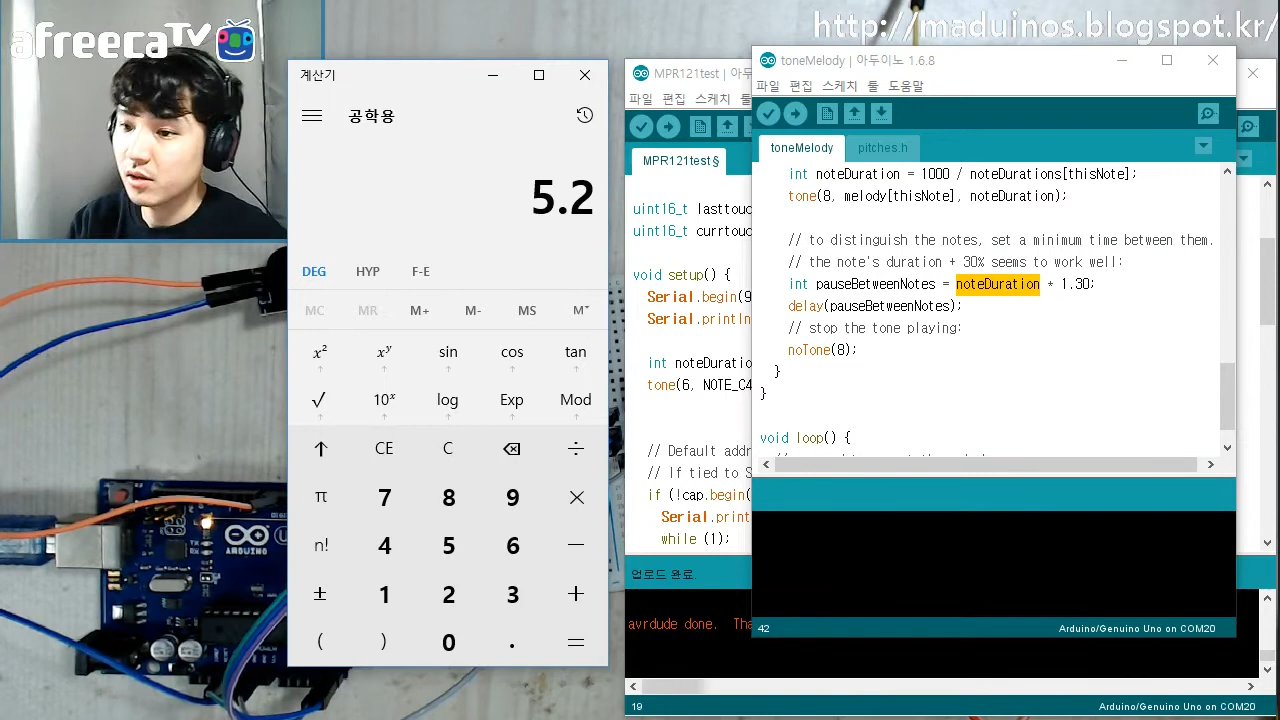 afreecaTV
http://maduinos.blogspot.kr/
계산기
공학용
5.2
DEG HYP F-E
MC MR M+ M- MS M˅
x² xʸ sin cos tan
√ 10ˣ log Exp Mod
↑ CE C ⌫ ÷
π 7 8 9 ×
n! 4 5 6 −
± 1 2 3 +
( ) 0 . =
MPR121test | 아두
파일 편집 스케치 툴
MPR121test§
uint16_t lasttouc
uint16_t currtouc
void setup() {
Serial.begin(9
Serial.println
int noteDuratio
tone(6, NOTE_C4
// Default addr
// If tied to S
if (!cap.begin(
Serial.print
while (1);
업로드 완료.
avrdude done. Tha
19
Arduino/Genuino Uno on COM20
toneMelody | 아두이노 1.6.8
파일 편집 스케치 툴 도움말
toneMelody pitches.h
int noteDuration = 1000 / noteDurations[thisNote];
tone(8, melody[thisNote], noteDuration);
// to distinguish the notes, set a minimum time between them.
// the note's duration + 30% seems to work well:
int pauseBetweenNotes = noteDuration * 1.30;
delay(pauseBetweenNotes);
// stop the tone playing:
noTone(8);
}
}
void loop() {
42
Arduino/Genuino Uno on COM20
ARDUINO